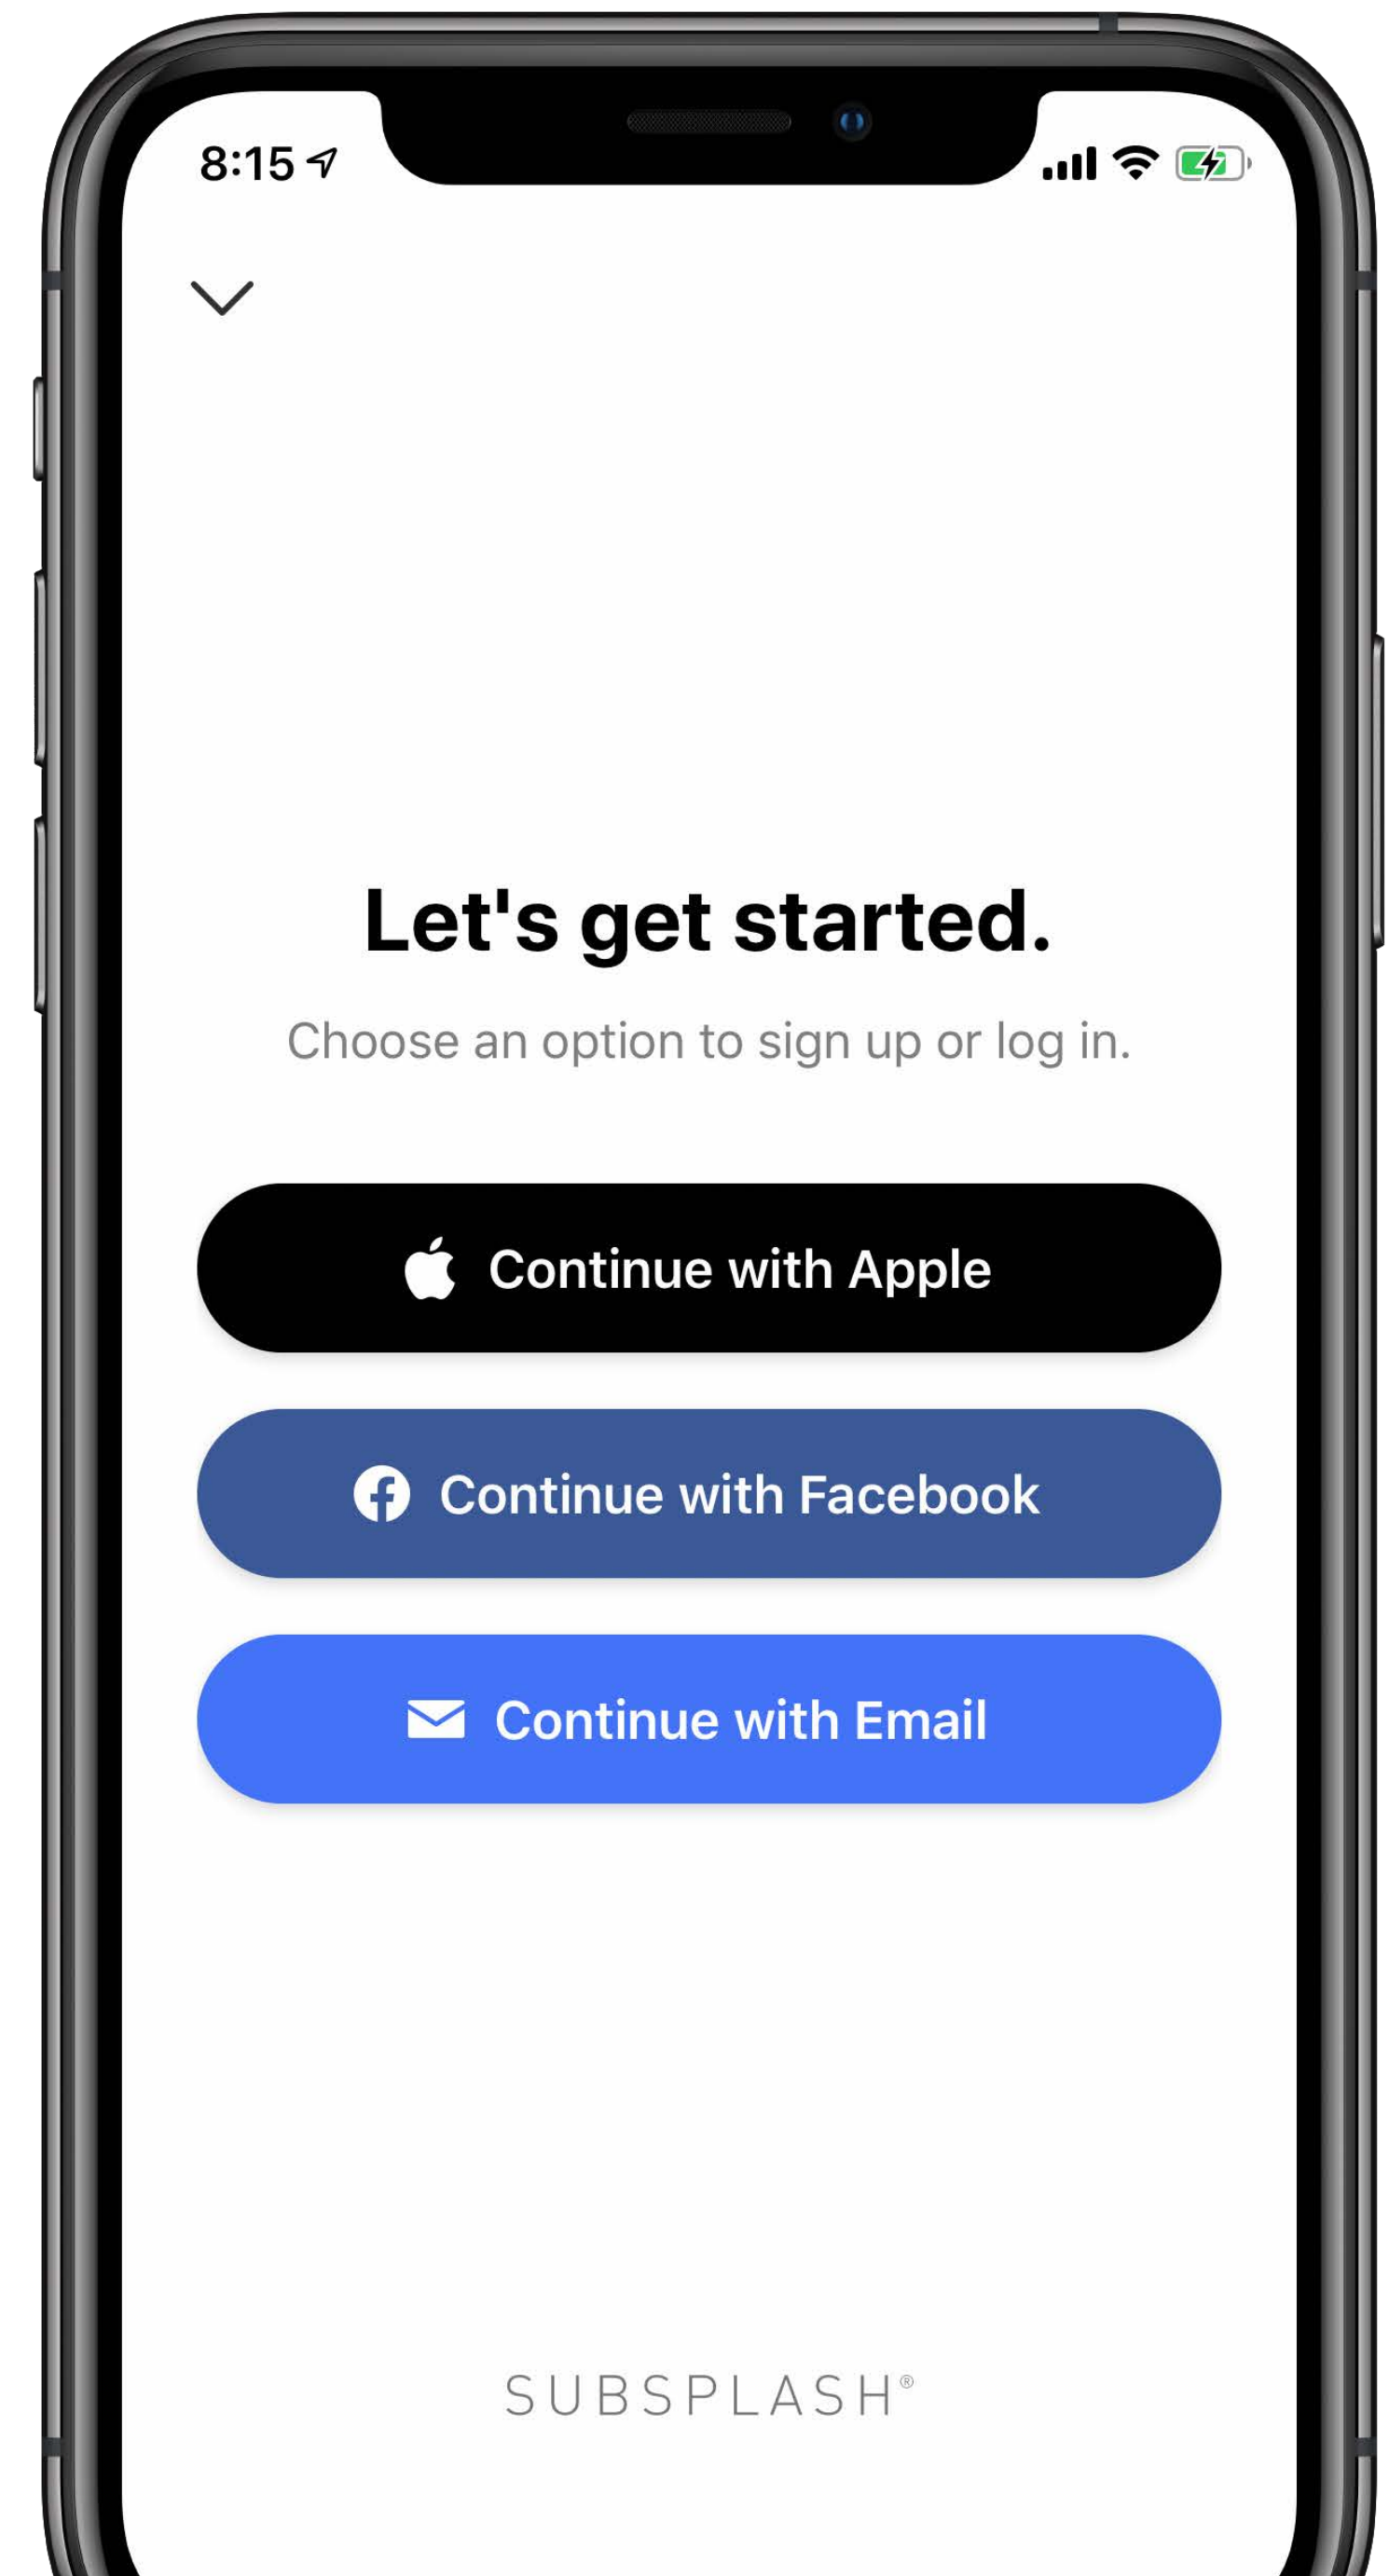 8:15
Let's get started.
Choose an option to sign up or log in.
Continue with Apple
Continue with Facebook
Continue with Email
SUBSPLASH®